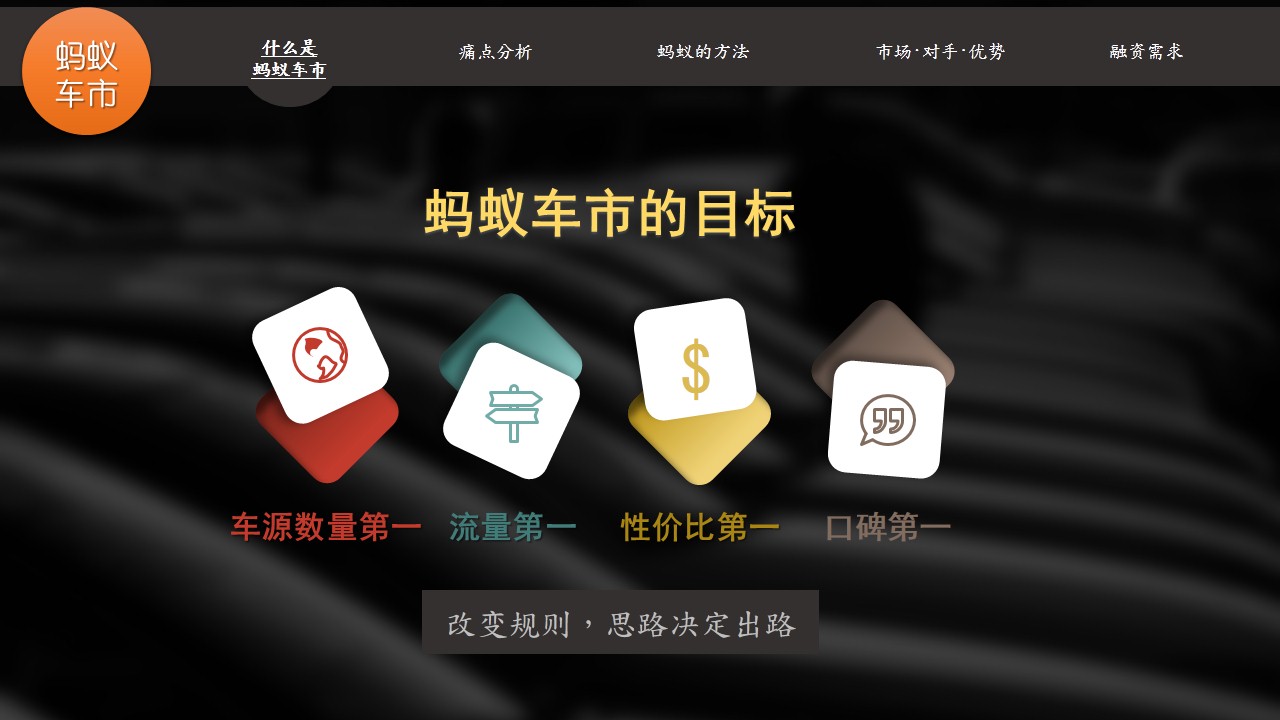 蚂蚁
车市
什么是
蚂蚁车市
痛点分析
蚂蚁的方法
市场·对手·优势
融资需求
蚂蚁车市的目标
$
车源数量第一
流量第一
性价比第一
口碑第一
改变规则，思路决定出路